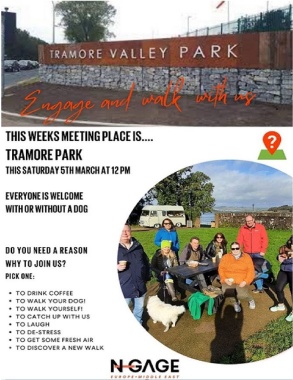 TRAMORE VALLEY PARK
Engage and walk with us
THIS WEEKS MEETING PLACE IS....
TRAMORE PARK
THIS SATURDAY 5TH MARCH AT 12 PM
?
EVERYONE IS WELCOME
WITH OR WITHOUT A DOG
DO YOU NEED A REASON
WHY TO JOIN US?
PICK ONE:
• TO DRINK COFFEE
• TO WALK YOUR DOG!
• TO WALK YOURSELF!
• TO CATCH UP WITH US
• TO LAUGH
• TO DE-STRESS
• TO GET SOME FRESH AIR
• TO DISCOVER A NEW WALK
N-GAGE
EUROPE-MIDDLE EAST